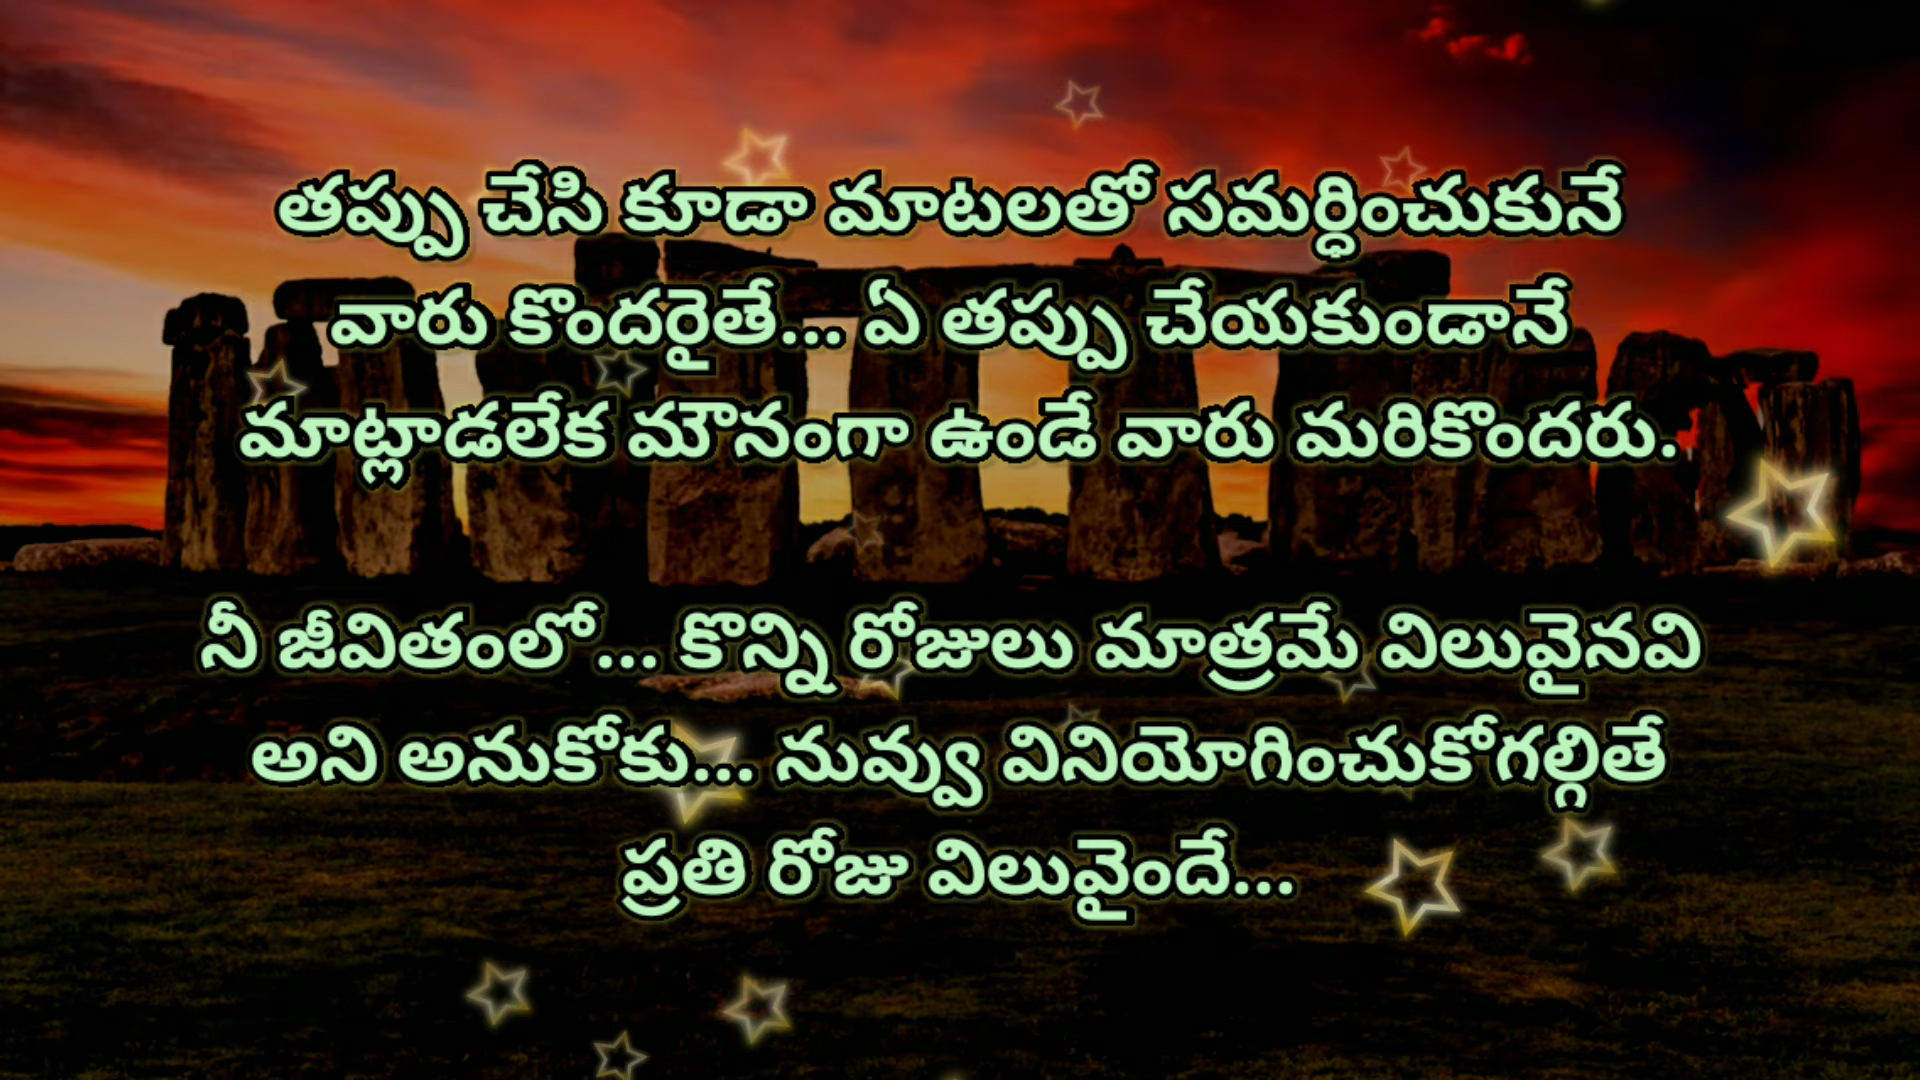 తప్పు చేసి కూడా మాటలతో సమర్ధించుకునే
వారు కొందరైతే... ఏ తప్పు చేయకుండానే
మాట్లాడలేక మౌనంగా ఉండే వారు మరికొందరు.
నీ జీవితంలో... కొన్ని రోజులు మాత్రమే విలువైనవి
అని అనుకోకు... నువ్వు వినియోగించుకోగల్గితే
ప్రతి రోజు విలువైందే...